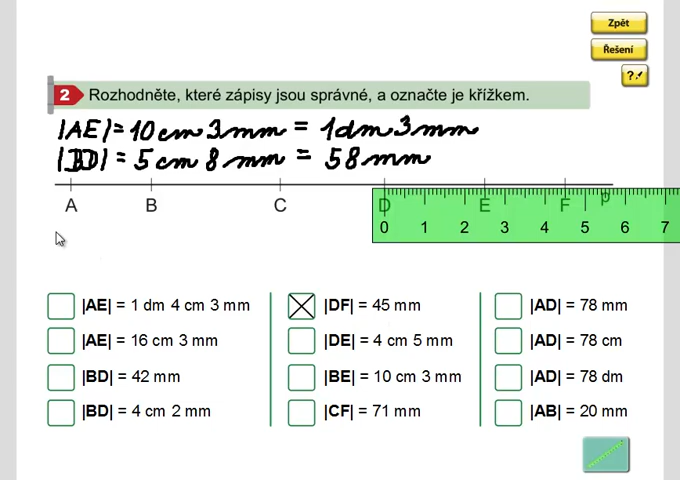 Zpět
Řešení
?
2 Rozhodněte, které zápisy jsou správné, a označte je křížkem.
|AE| = 10 cm 3 mm = 1 dm 3 mm
|BD| = 5 cm 8 mm = 58 mm
A B C D E F p
0 1 2 3 4 5 6 7
|AE| = 1 dm 4 cm 3 mm
|AE| = 16 cm 3 mm
|BD| = 42 mm
|BD| = 4 cm 2 mm
|DF| = 45 mm
|DE| = 4 cm 5 mm
|BE| = 10 cm 3 mm
|CF| = 71 mm
|AD| = 78 mm
|AD| = 78 cm
|AD| = 78 dm
|AB| = 20 mm